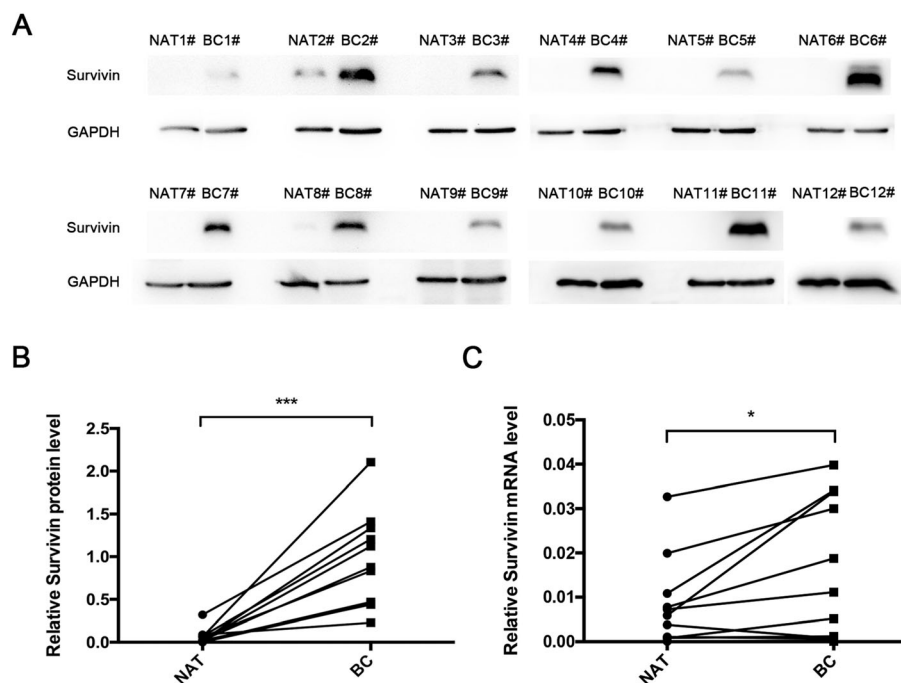 A
NAT1# BC1# NAT2# BC2# NAT3# BC3# NAT4# BC4# NAT5# BC5# NAT6# BC6#
Survivin
GAPDH
NAT7# BC7# NAT8# BC8# NAT9# BC9# NAT10# BC10# NAT11# BC11# NAT12# BC12#
Survivin
GAPDH
B
Relative Survivin protein level
2.5
2.0
1.5
1.0
0.5
0.0
***
NAT
BC
C
Relative Survivin mRNA level
0.05
0.04
0.03
0.02
0.01
0.00
*
NAT
BC